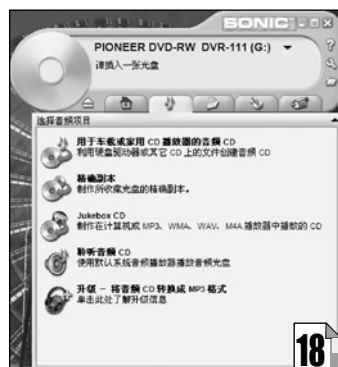 SONIC
PIONEER DVD-RW DVR-111 (G:)
请插入一张光盘
选择音频项目
用于车载或家用 CD 播放器的音频 CD
利用硬盘驱动器或其它 CD 上的文件创建音频 CD
精确副本
制作所收藏光盘的精确副本。
Jukebox CD
制作在计算机或 MP3、WMA、WAV、M4A 播放器中播放的 CD
聆听音频 CD
使用默认系统音频播放器播放音频光盘
升级 - 将音频 CD 转换成 MP3 格式
单击此处了解升级信息
18